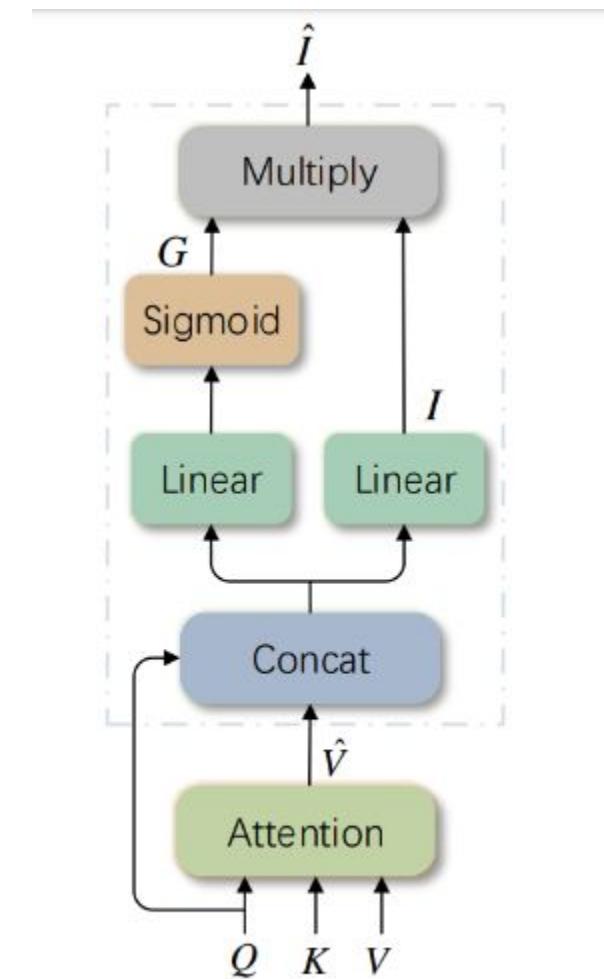 Î
Multiply
G
Sigmoid
I
Linear Linear
Concat
V̂
Attention
Q K V